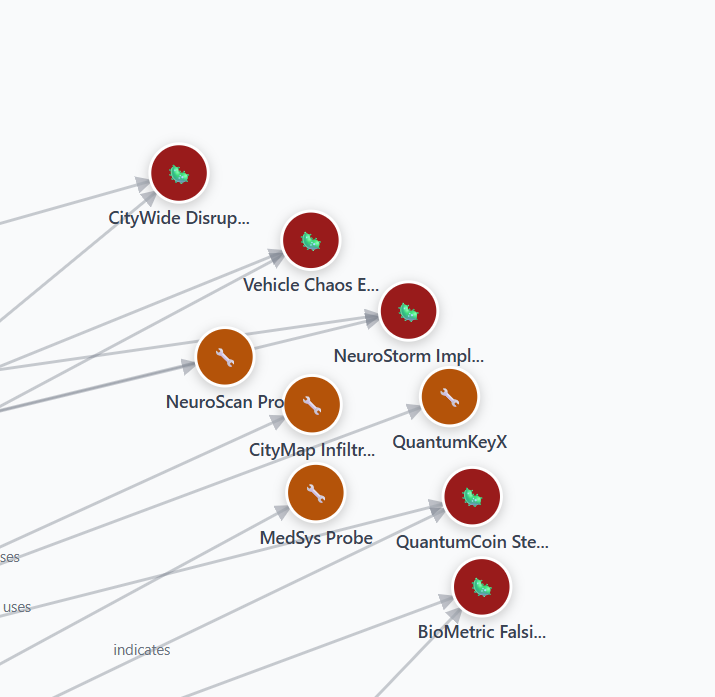 CityWide Disrup...
Vehicle Chaos E...
NeuroStorm Impl...
NeuroScan Pro
CityMap Infiltr...
QuantumKeyX
MedSys Probe
QuantumCoin Ste...
ses
uses
BioMetric Falsi...
indicates